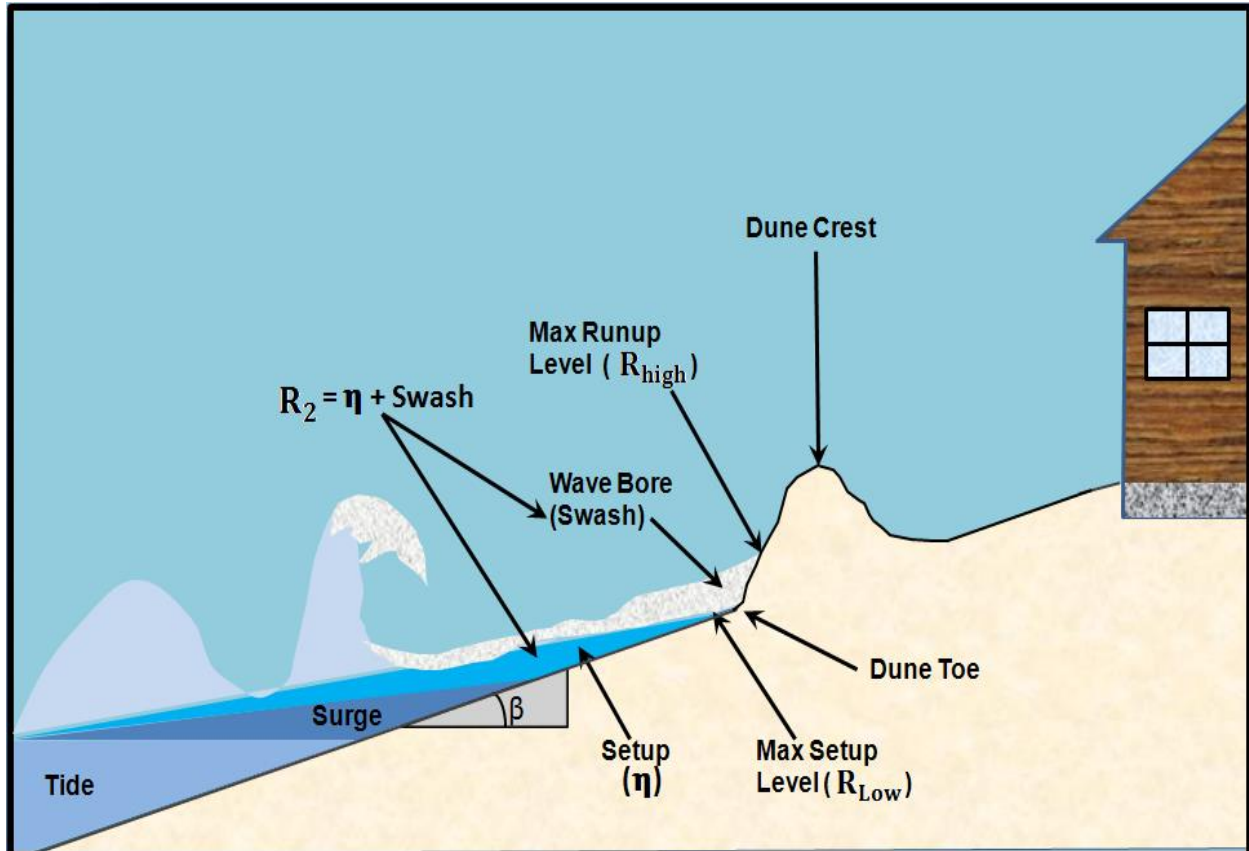 Dune Crest
Max Runup
Level ( R_high )
R₂ = η + Swash
Wave Bore
(Swash)
Dune Toe
Surge
β
Setup
(η)
Max Setup
Level ( R_Low )
Tide